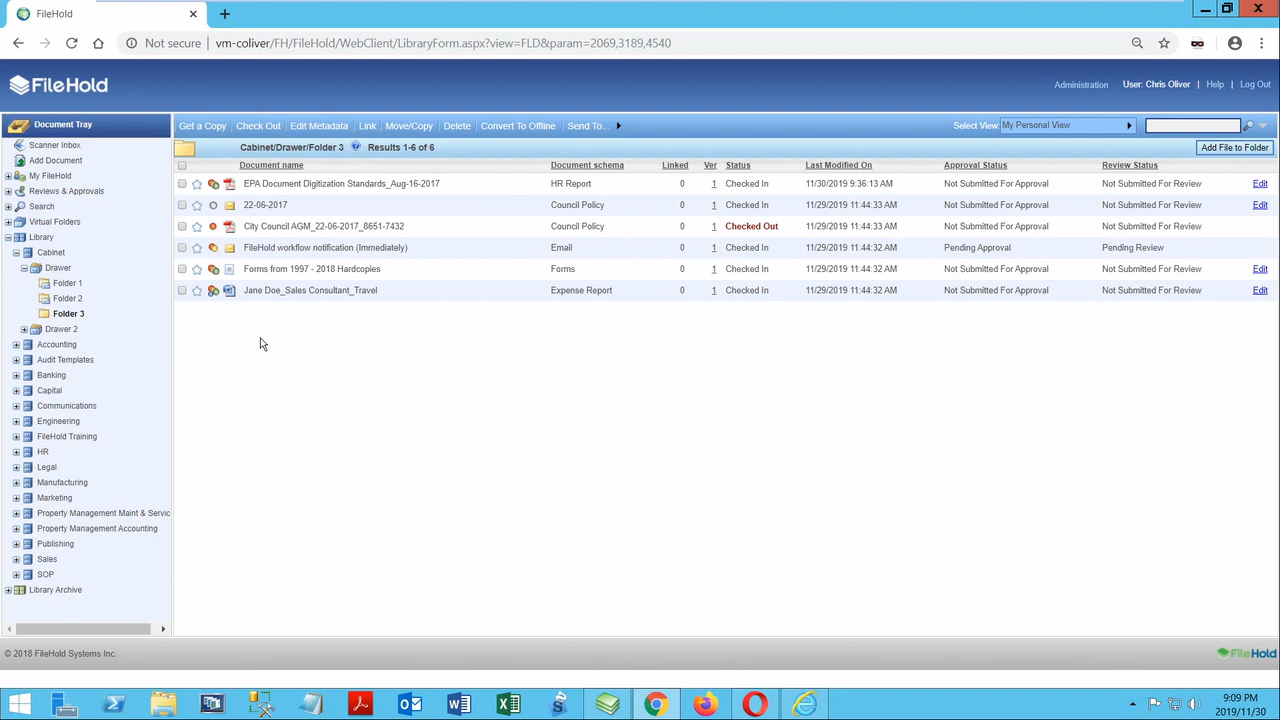 FileHold
Not secure | vm-coliver/FH/FileHold/WebClient/LibraryForm.aspx?view=FLD&param=2069,3189,4540
FileHold
Administration User: Chris Oliver | Help | Log Out
Document Tray
Get a Copy Check Out Edit Metadata Link Move/Copy Delete Convert To Offline Send To... Select View: My Personal View
Scanner Inbox
Add Document
My FileHold
Reviews & Approvals
Search
Virtual Folders
Library
Cabinet
Drawer
Folder 1
Folder 2
Folder 3
Drawer 2
Accounting
Audit Templates
Banking
Capital
Communications
Engineering
FileHold Training
HR
Legal
Manufacturing
Marketing
Property Management Maint & Servic
Property Management Accounting
Publishing
Sales
SOP
Library Archive
Cabinet/Drawer/Folder 3 Results 1-6 of 6 Add File to Folder
Document name Document schema Linked Ver Status Last Modified On Approval Status Review Status
EPA Document Digitization Standards_Aug-16-2017 HR Report 0 1 Checked In 11/30/2019 9:36:13 AM Not Submitted For Approval Not Submitted For Review Edit
22-06-2017 Council Policy 0 1 Checked In 11/29/2019 11:44:33 AM Not Submitted For Approval Not Submitted For Review Edit
City Council AGM_22-06-2017_8651-7432 Council Policy 0 1 Checked Out 11/29/2019 11:44:33 AM Not Submitted For Approval Not Submitted For Review
FileHold workflow notification (Immediately) Email 0 1 Checked In 11/29/2019 11:44:32 AM Pending Approval Pending Review
Forms from 1997 - 2018 Hardcopies Forms 0 1 Checked In 11/29/2019 11:44:32 AM Not Submitted For Approval Not Submitted For Review Edit
Jane Doe_Sales Consultant_Travel Expense Report 0 1 Checked In 11/29/2019 11:44:32 AM Not Submitted For Approval Not Submitted For Review Edit
© 2018 FileHold Systems Inc. FileHold
9:09 PM
2019/11/30